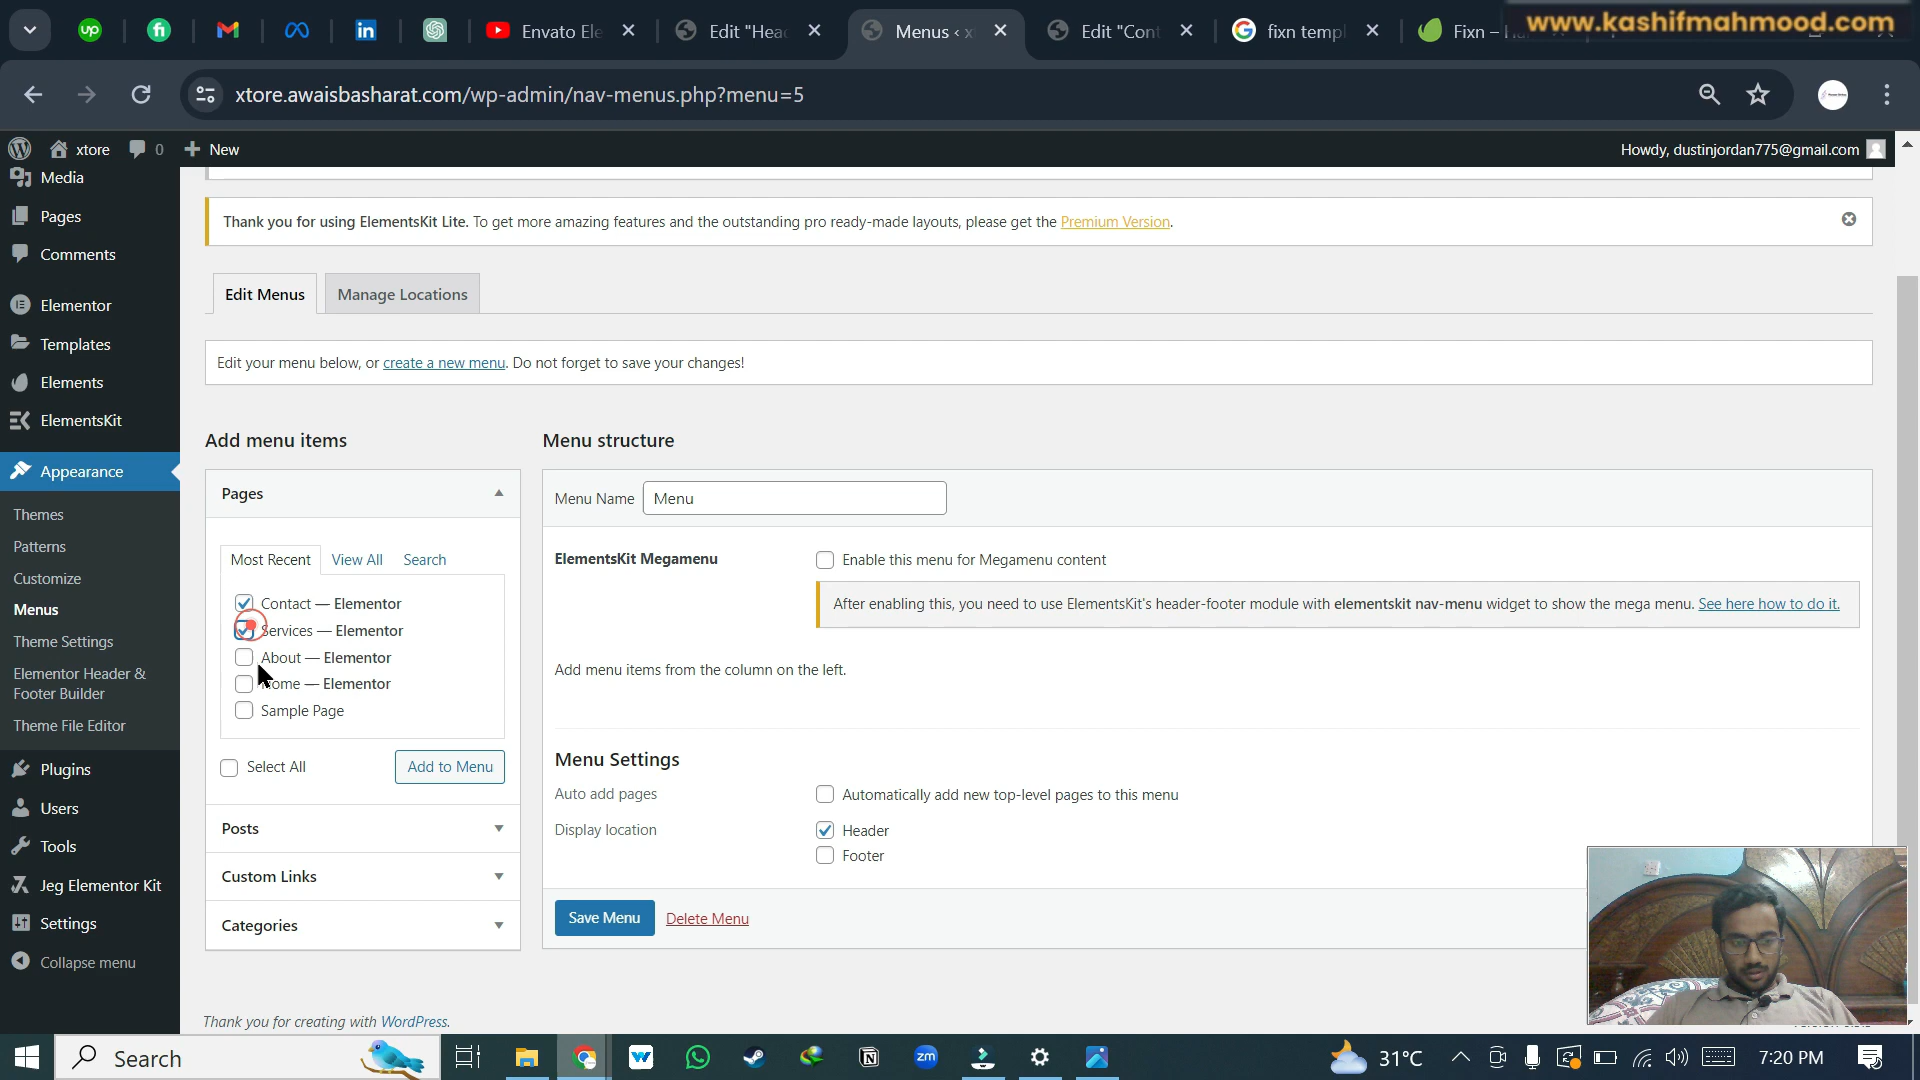 Envato Ele
Edit "Hea
Menus ‹ x
Edit "Cont
fixn templ
Fixn –
www.kashifmahmood.com
xtore.awaisbasharat.com/wp-admin/nav-menus.php?menu=5
xtore
0
New
Howdy, dustinjordan775@gmail.com
Media
Pages
Comments
Elementor
Templates
Elements
ElementsKit
Appearance
Themes
Patterns
Customize
Menus
Theme Settings
Elementor Header &
Footer Builder
Theme File Editor
Plugins
Users
Tools
Jeg Elementor Kit
Settings
Collapse menu
Thank you for using ElementsKit Lite. To get more amazing features and the outstanding pro ready-made layouts, please get the Premium Version.
Edit Menus
Manage Locations
Edit your menu below, or create a new menu. Do not forget to save your changes!
Add menu items
Pages
Most Recent
View All
Search
Contact — Elementor
Services — Elementor
About — Elementor
Home — Elementor
Sample Page
Select All
Add to Menu
Posts
Custom Links
Categories
Menu structure
Menu Name
Menu
ElementsKit Megamenu
Enable this menu for Megamenu content
After enabling this, you need to use ElementsKit's header-footer module with elementskit nav-menu widget to show the mega menu. See here how to do it.
Add menu items from the column on the left.
Menu Settings
Auto add pages
Automatically add new top-level pages to this menu
Display location
Header
Footer
Save Menu
Delete Menu
Thank you for creating with WordPress.
Search
31°C
7:20 PM